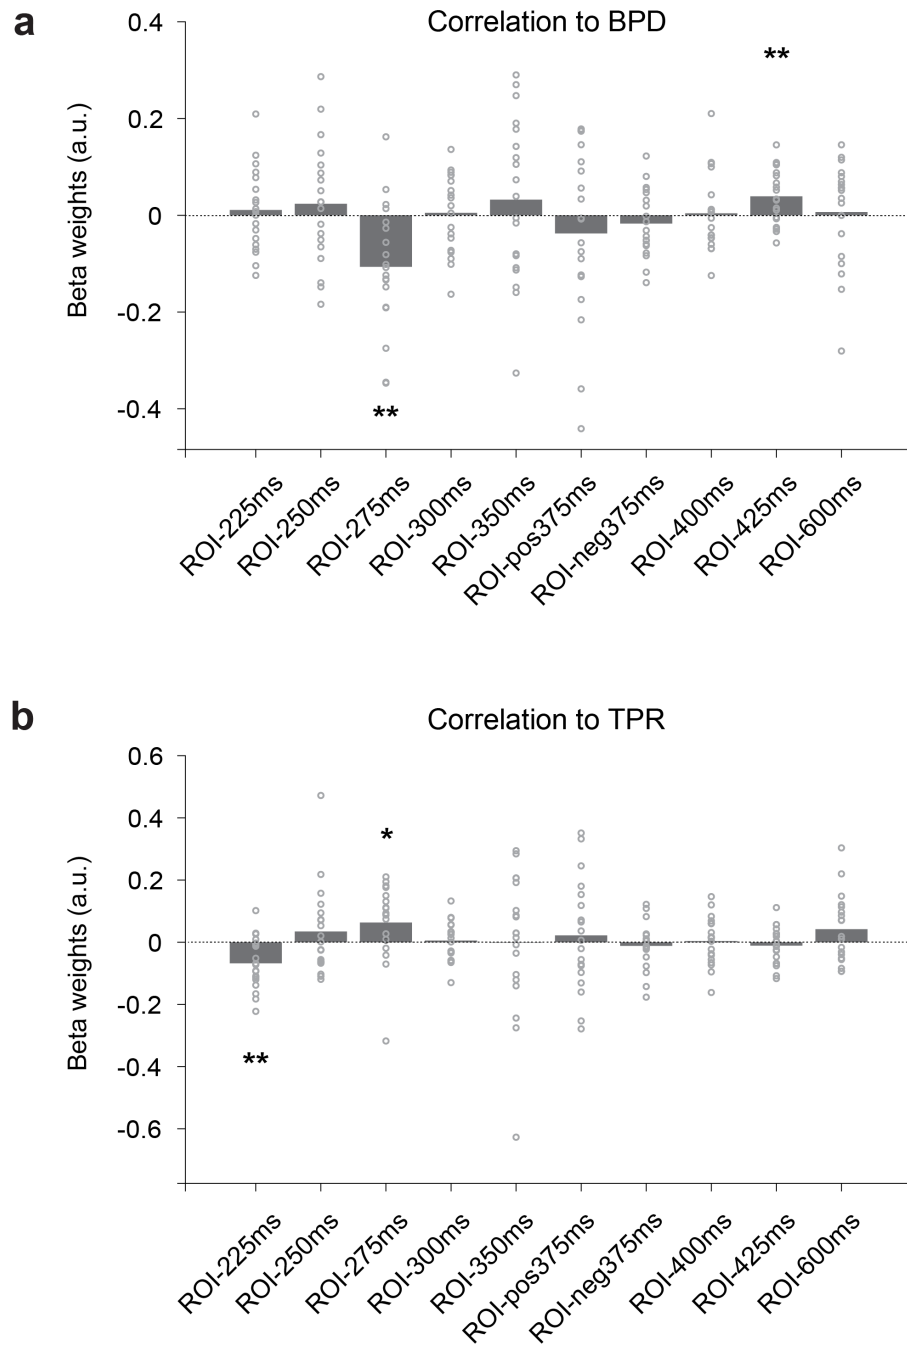 a
Correlation to BPD
**
0.4
0.2
0
-0.2
-0.4
Beta weights (a.u.)
**
ROI-225ms
ROI-250ms
ROI-275ms
ROI-300ms
ROI-350ms
ROI-pos375ms
ROI-neg375ms
ROI-400ms
ROI-425ms
ROI-600ms
b
Correlation to TPR
0.6
0.4
0.2
0
-0.2
-0.4
-0.6
Beta weights (a.u.)
*
**
ROI-225ms
ROI-250ms
ROI-275ms
ROI-300ms
ROI-350ms
ROI-pos375ms
ROI-neg375ms
ROI-400ms
ROI-425ms
ROI-600ms